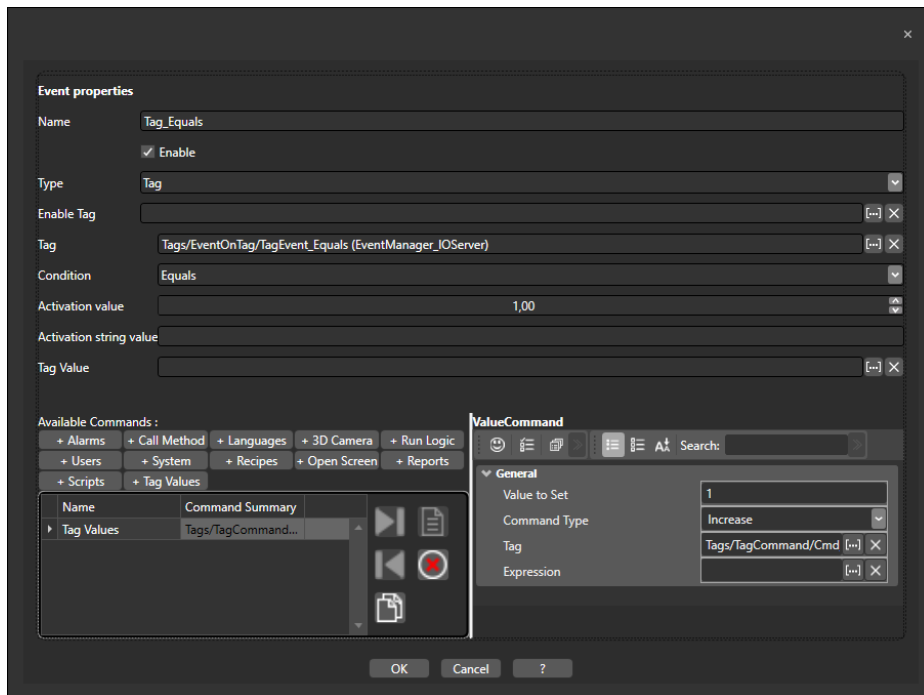 Event properties
Name Tag_Equals
Enable
Type Tag
Enable Tag [...]
Tag Tags/EventOnTag/TagEvent_Equals (EventManager_IOServer) [...]
Condition Equals
Activation value 1,00
Activation string value
Tag Value [...]
Available Commands :
+ Alarms + Call Method + Languages + 3D Camera + Run Logic
+ Users + System + Recipes + Open Screen + Reports
+ Scripts + Tag Values
Name Command Summary
Tag Values Tags/TagCommand...
ValueCommand
Search:
General
Value to Set 1
Command Type Increase
Tag Tags/TagCommand/Cmd [...]
Expression [...]
OK Cancel ?